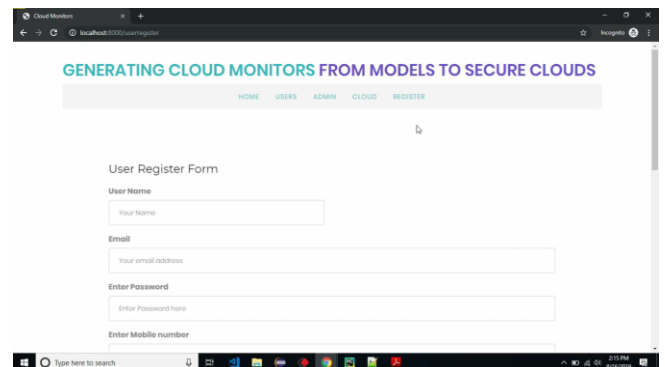 Cloud Monitors
localhost:8000/userregister
Incognito
GENERATING CLOUD MONITORS FROM MODELS TO SECURE CLOUDS
HOME USERS ADMIN CLOUD REGISTER
User Register Form
User Name
Your Name
Email
Your email address
Enter Password
Enter Password here
Enter Mobile number
Type here to search
2:15 PM